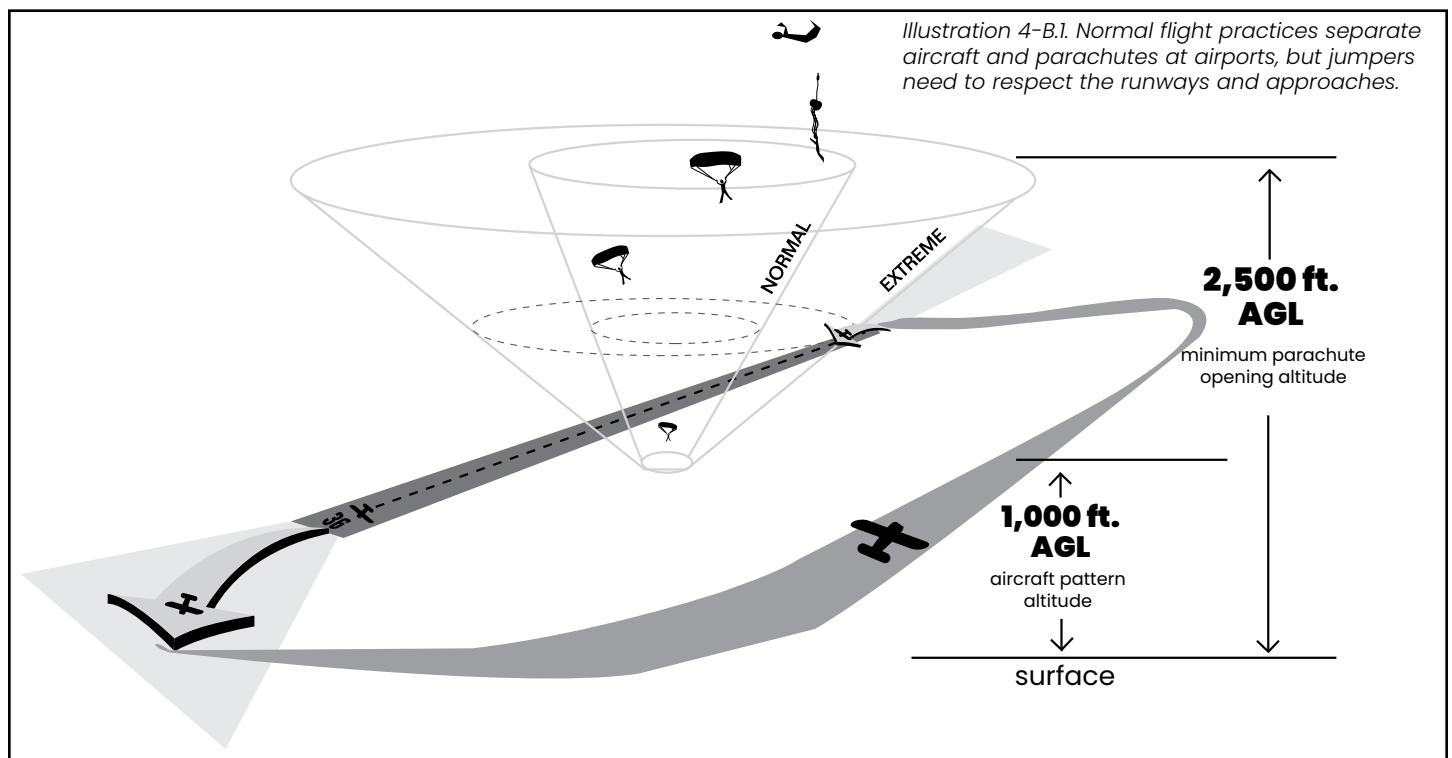 Illustration 4-B.1. Normal flight practices separate
aircraft and parachutes at airports, but jumpers
need to respect the runways and approaches.
NORMAL
EXTREME
2,500 ft.
AGL
minimum parachute
opening altitude
1,000 ft.
AGL
aircraft pattern
altitude
surface
36